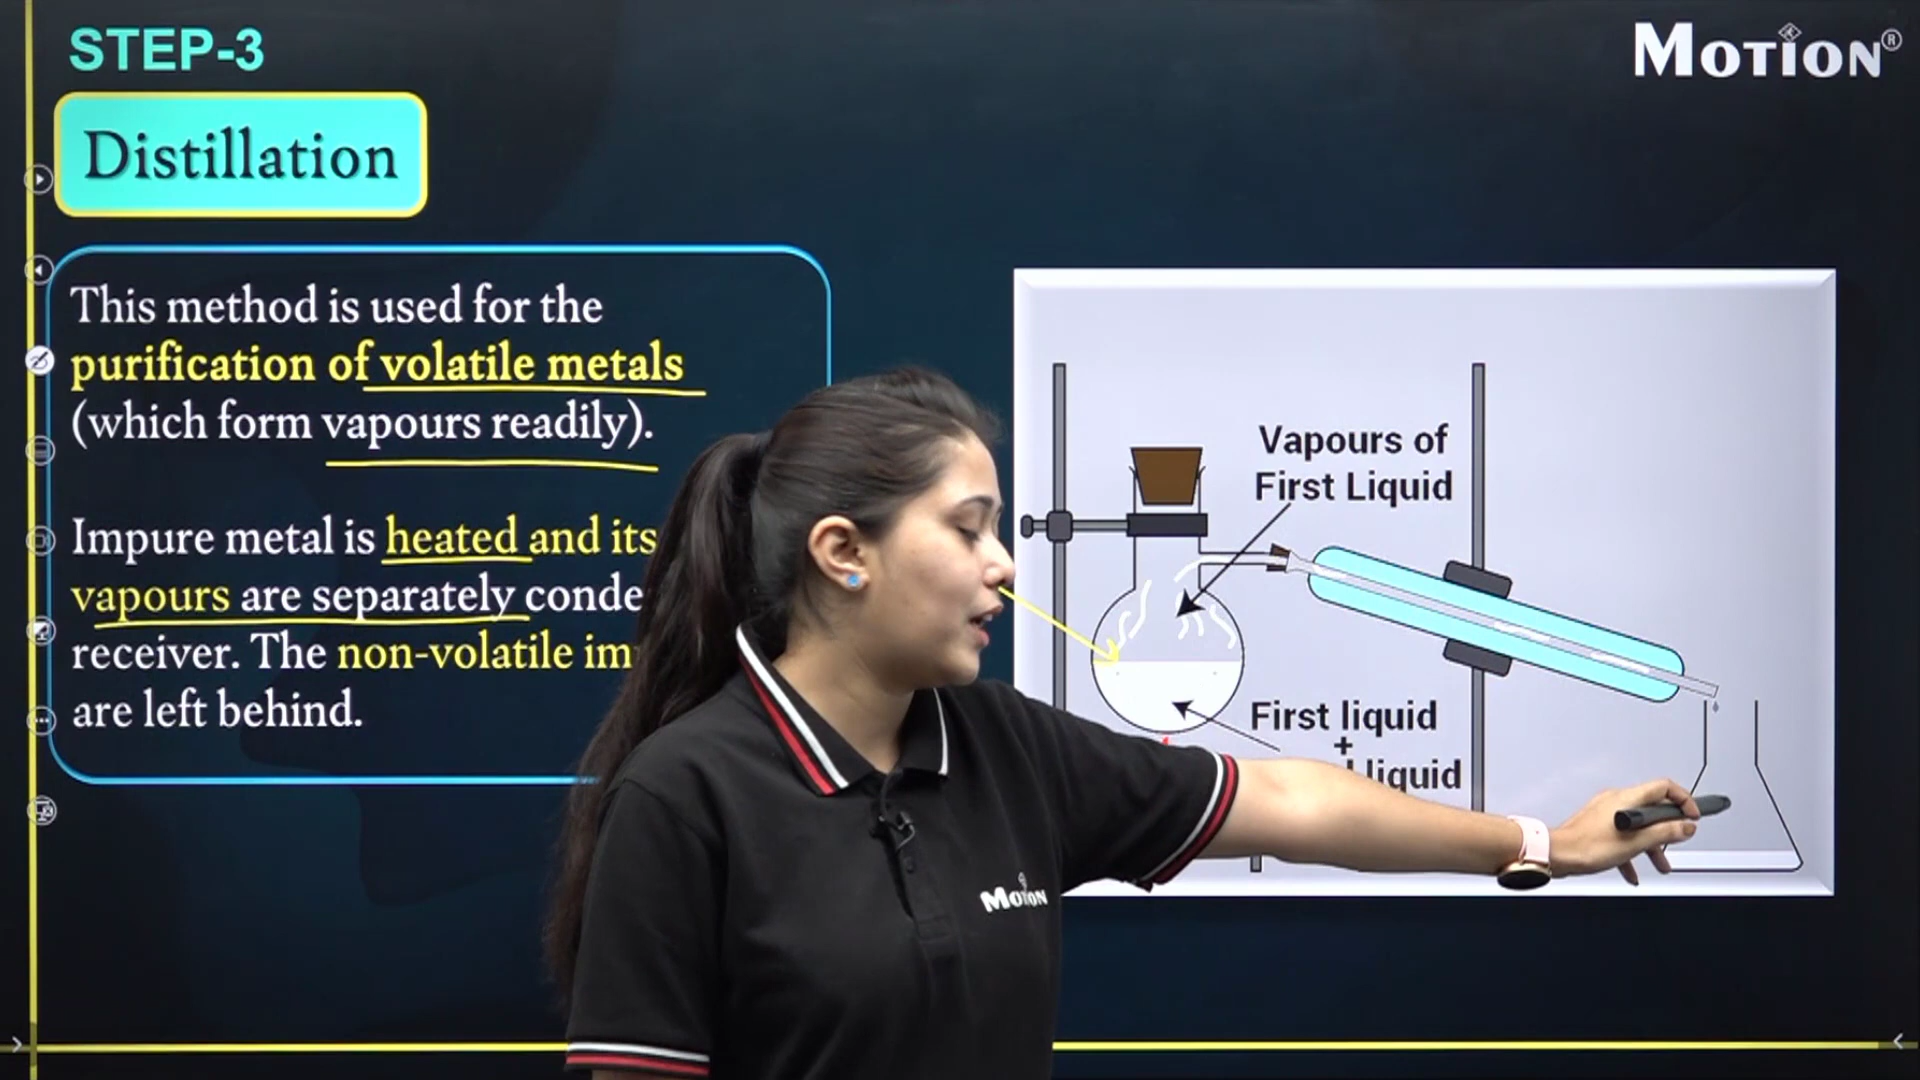 STEP-3
MOTION®
Distillation
This method is used for the
purification of volatile metals
(which form vapours readily).
Impure metal is heated and its
vapours are separately
receiver. The non-volatile
are left behind.
Vapours of
First Liquid
First liquid
+
liquid
MOTION